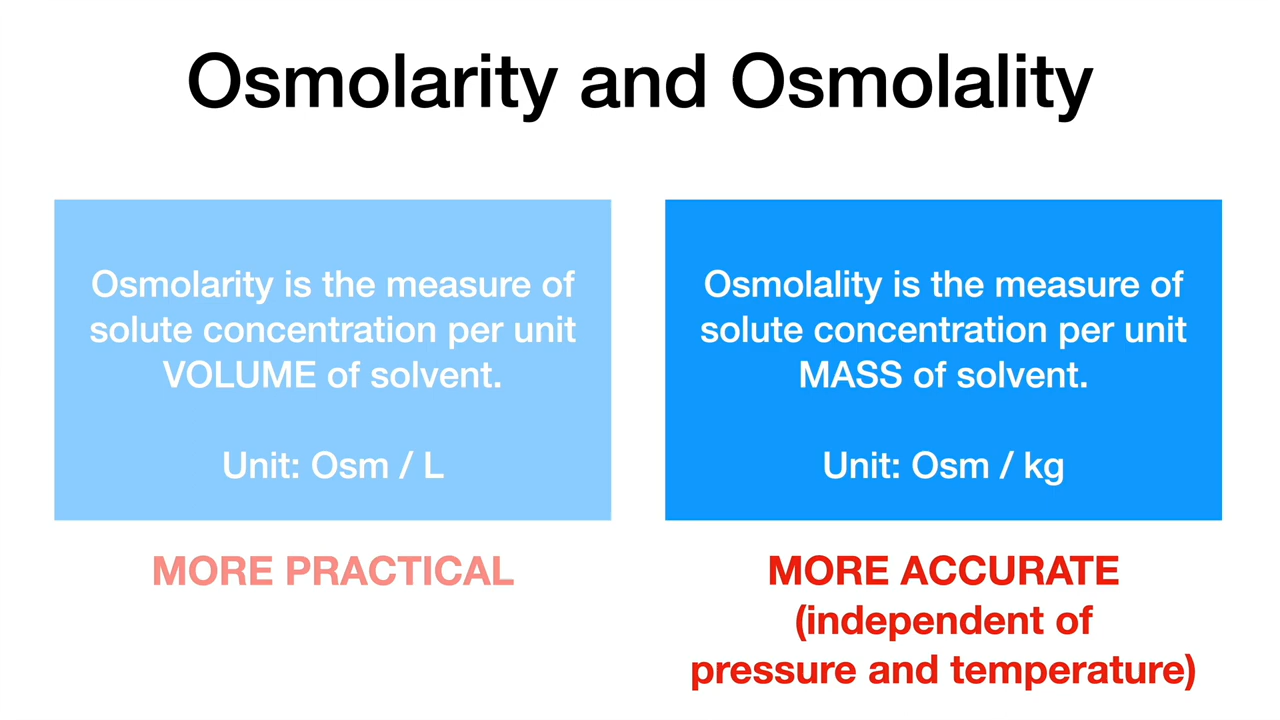 Osmolarity and Osmolality
Osmolarity is the measure of
solute concentration per unit
VOLUME of solvent.
Unit: Osm / L
MORE PRACTICAL
Osmolality is the measure of
solute concentration per unit
MASS of solvent.
Unit: Osm / kg
MORE ACCURATE
(independent of
pressure and temperature)